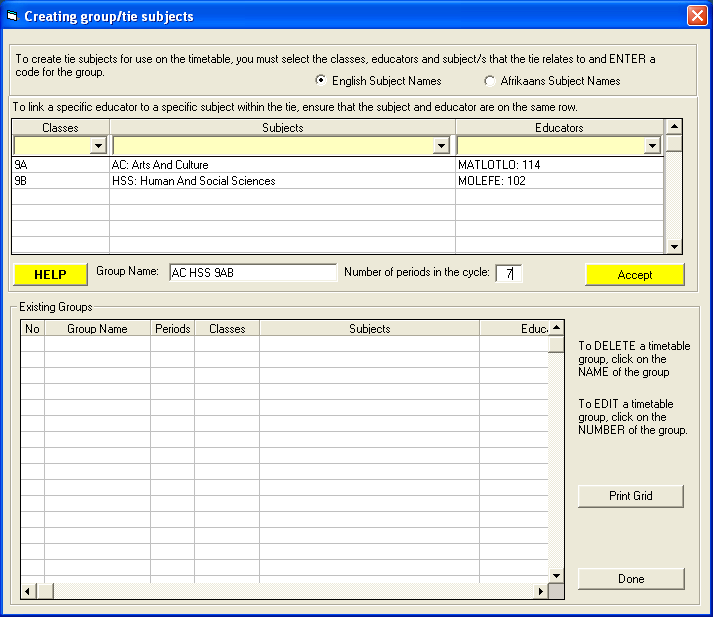 Creating group/tie subjects
To create tie subjects for use on the timetable, you must select the classes, educators and subject/s that the tie relates to and ENTER a
code for the group.
English Subject Names Afrikaans Subject Names
To link a specific educator to a specific subject within the tie, ensure that the subject and educator are on the same row.
Classes Subjects Educators
9A AC: Arts And Culture MATLOTLO: 114
9B HSS: Human And Social Sciences MOLEFE: 102
HELP Group Name: AC HSS 9AB Number of periods in the cycle: 7 Accept
Existing Groups
No Group Name Periods Classes Subjects Educa
To DELETE a timetable
group, click on the
NAME of the group
To EDIT a timetable
group, click on the
NUMBER of the group.
Print Grid
Done